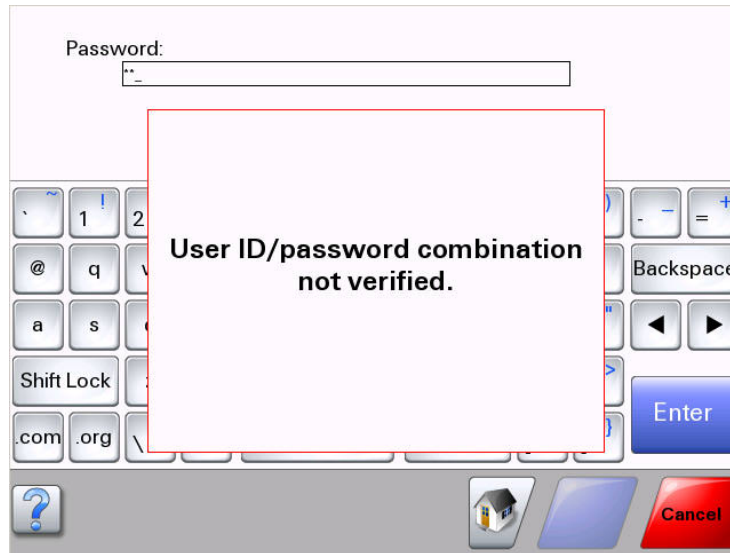 Password:
**_
` ~ 1 ! 2 ) - _ = +
User ID/password combination
not verified.
@ q Backspace
a s " ◀ ▶
Shift Lock >
Enter
.com .org \ }
? Cancel